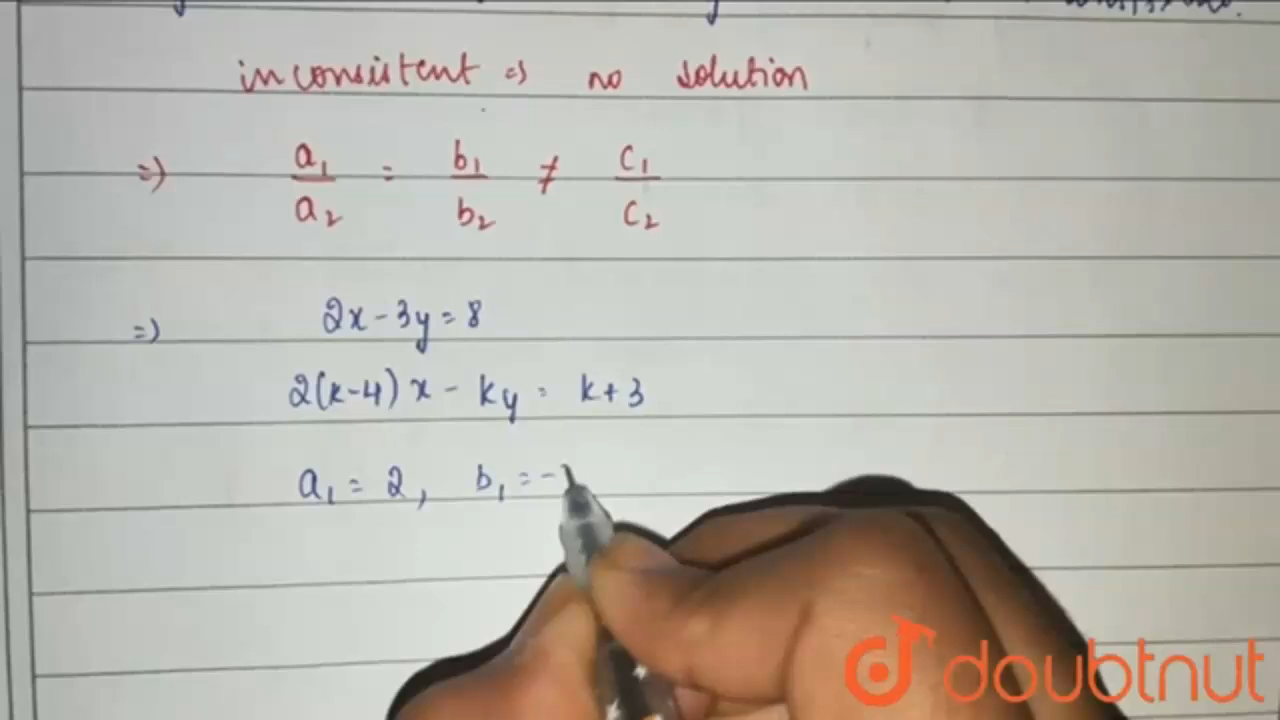 inconsistent => no solution
=> a₁/a₂ = b₁/b₂ ≠ c₁/c₂
=> 2x - 3y = 8
2(k-4)x - ky = k+3
a₁ = 2, b₁ = -
doubtnut